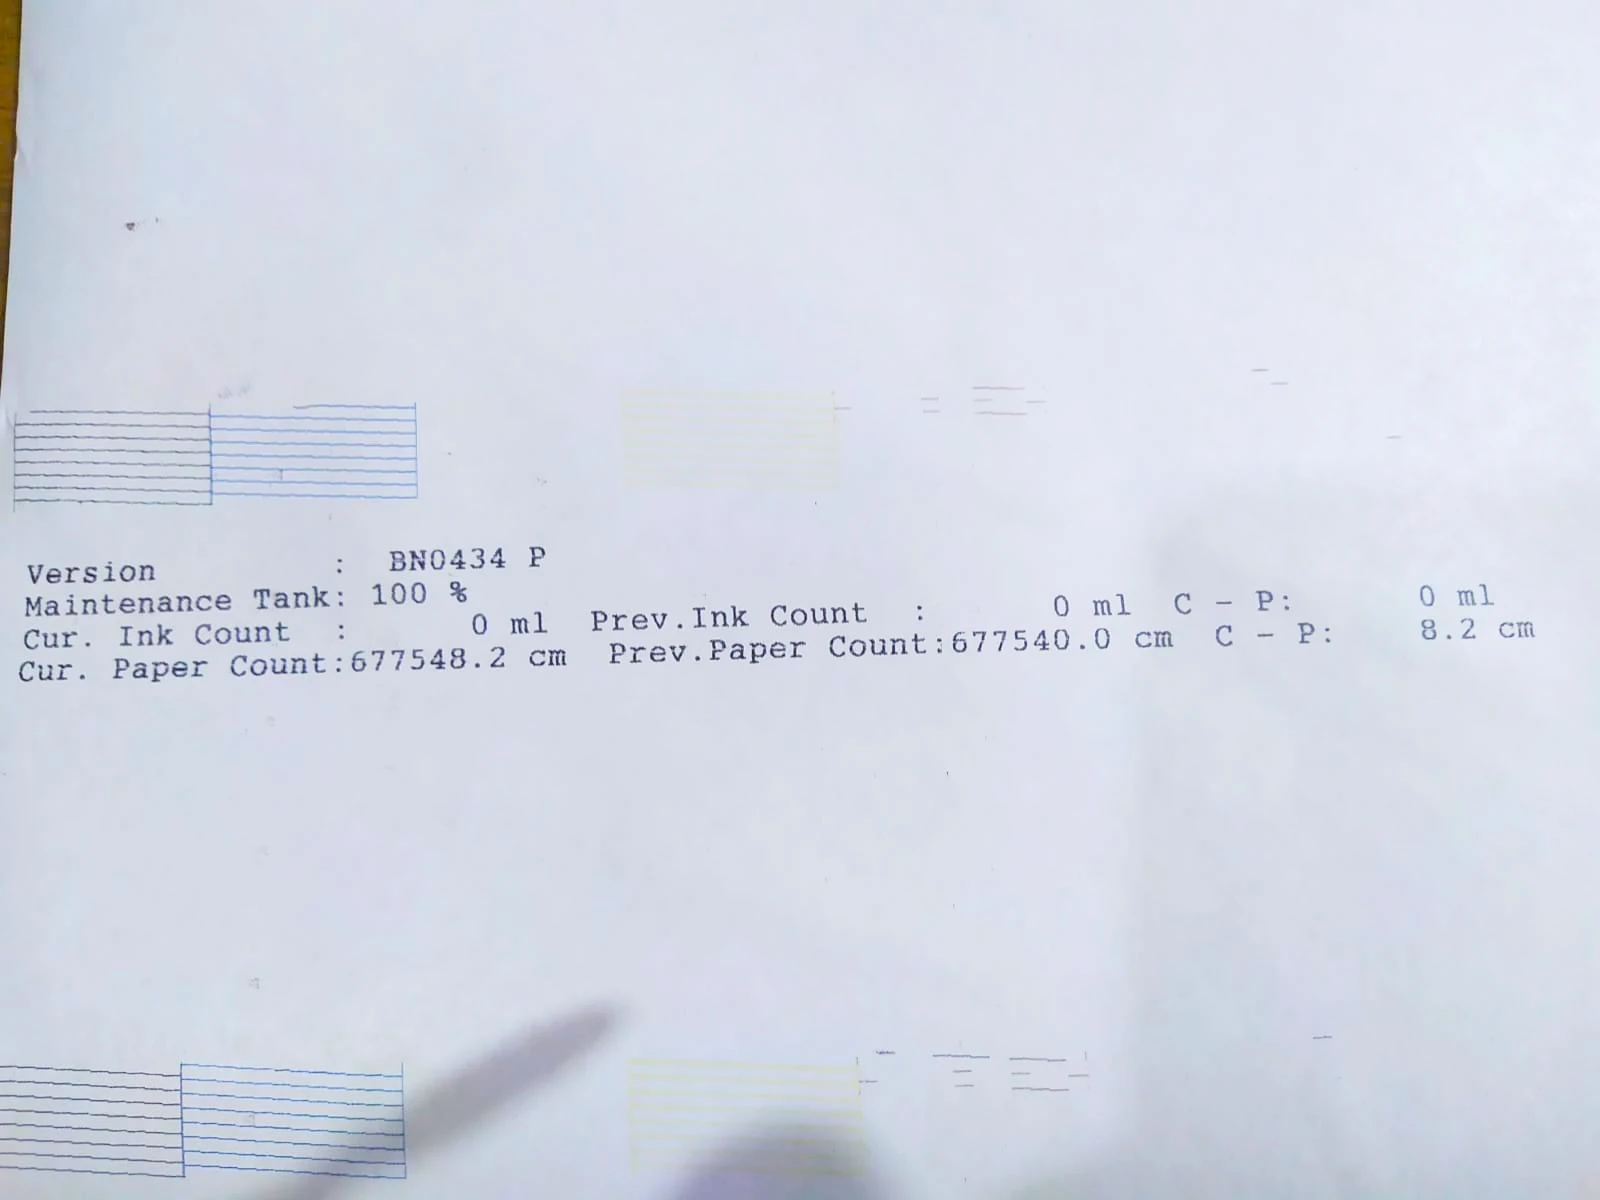 Version : BN0434 P
Maintenance Tank: 100 %
Cur. Ink Count : 0 ml Prev.Ink Count : 0 ml C - P: 0 ml
Cur. Paper Count:677548.2 cm Prev.Paper Count:677540.0 cm C - P: 8.2 cm